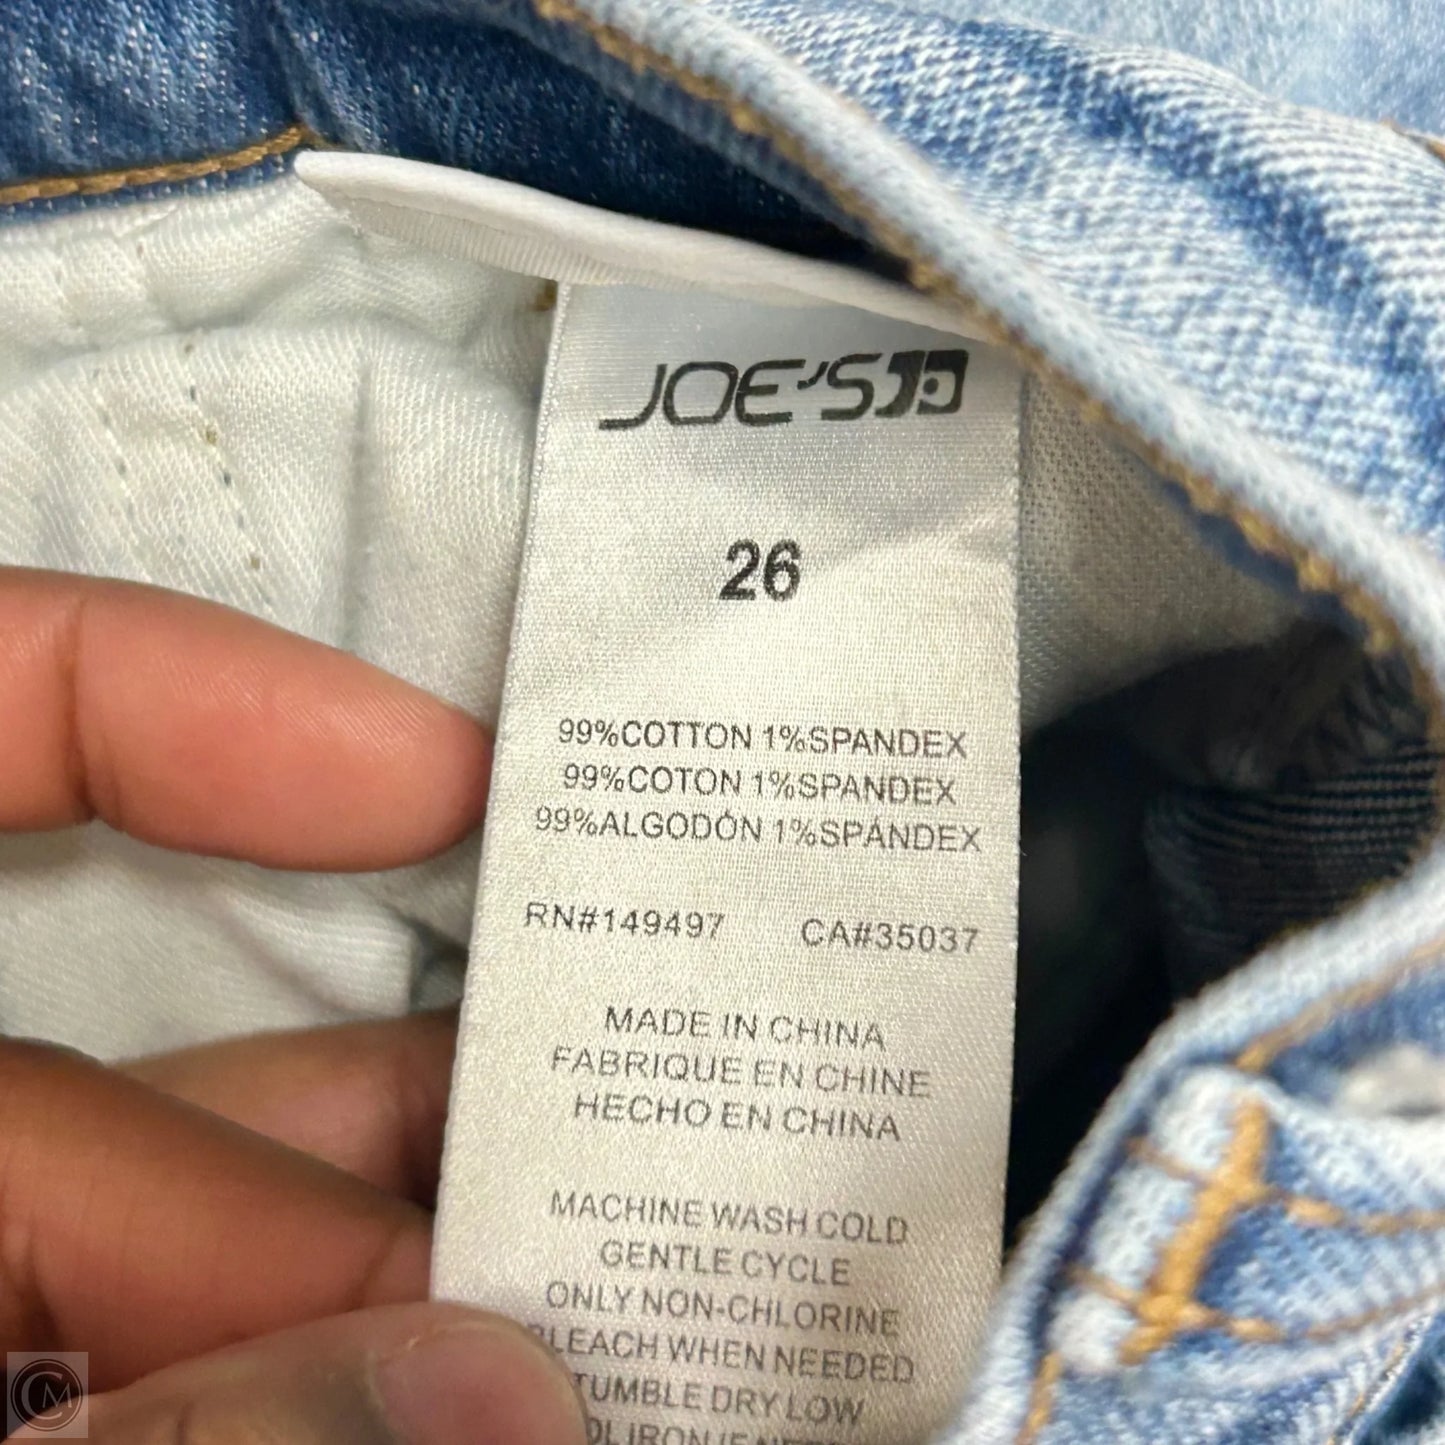 JOE'S
26
99%COTTON 1%SPANDEX
99%COTON 1%SPANDEX
99%ALGODÓN 1%SPANDEX
RN#149497 CA#35037
MADE IN CHINA
FABRIQUE EN CHINE
HECHO EN CHINA
MACHINE WASH COLD
GENTLE CYCLE
ONLY NON-CHLORINE
BLEACH WHEN NEEDED
TUMBLE DRY LOW
CM